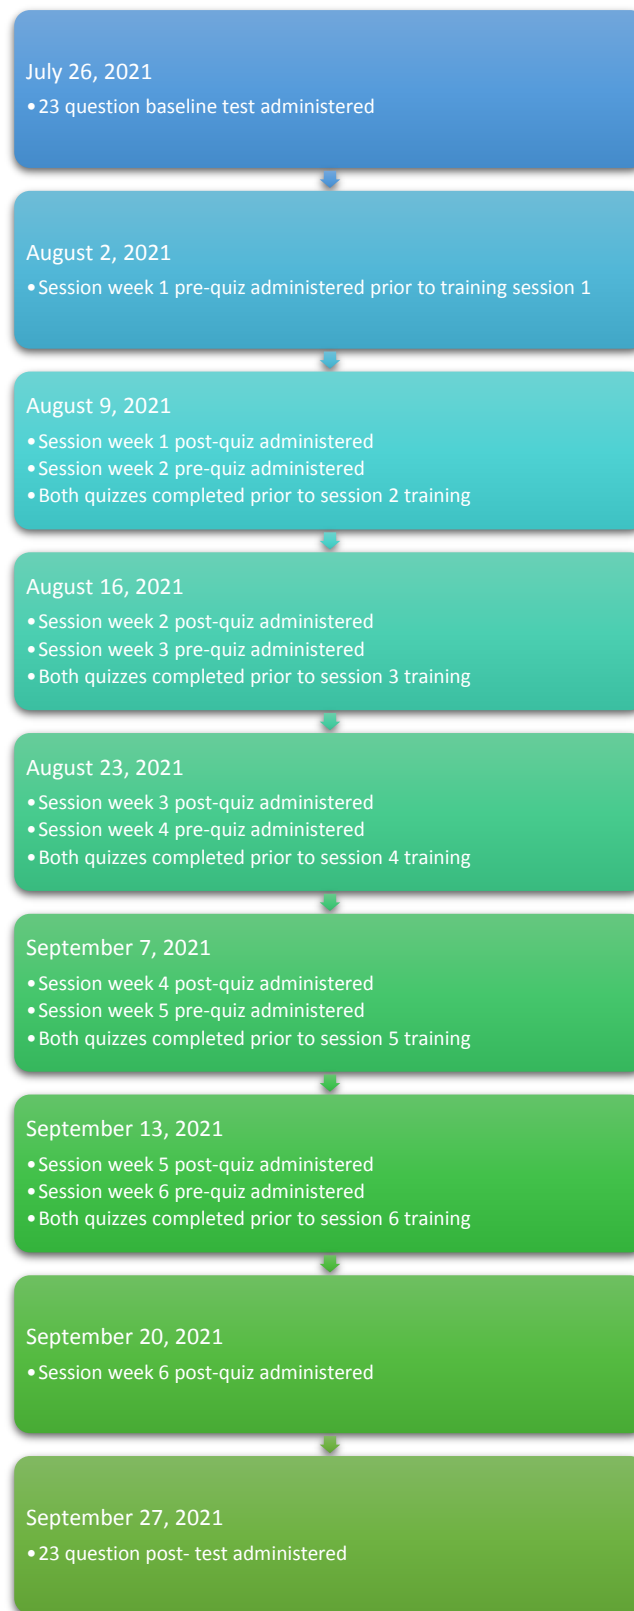 July 26, 2021
•23 question baseline test administered
August 2, 2021
•Session week 1 pre-quiz administered prior to training session 1
August 9, 2021
•Session week 1 post-quiz administered
•Session week 2 pre-quiz administered
•Both quizzes completed prior to session 2 training
August 16, 2021
•Session week 2 post-quiz administered
•Session week 3 pre-quiz administered
•Both quizzes completed prior to session 3 training
August 23, 2021
•Session week 3 post-quiz administered
•Session week 4 pre-quiz administered
•Both quizzes completed prior to session 4 training
September 7, 2021
•Session week 4 post-quiz administered
•Session week 5 pre-quiz administered
•Both quizzes completed prior to session 5 training
September 13, 2021
•Session week 5 post-quiz administered
•Session week 6 pre-quiz administered
•Both quizzes completed prior to session 6 training
September 20, 2021
•Session week 6 post-quiz administered
September 27, 2021
•23 question post- test administered